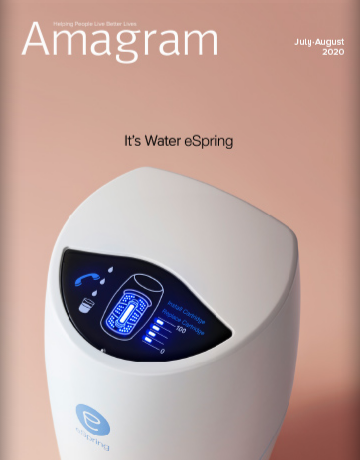 Helping People Live Better Lives
Amagram
July-August
2020
It's Water eSpring
Install Cartridge
Replace Cartridge
100
0
e
eSpring